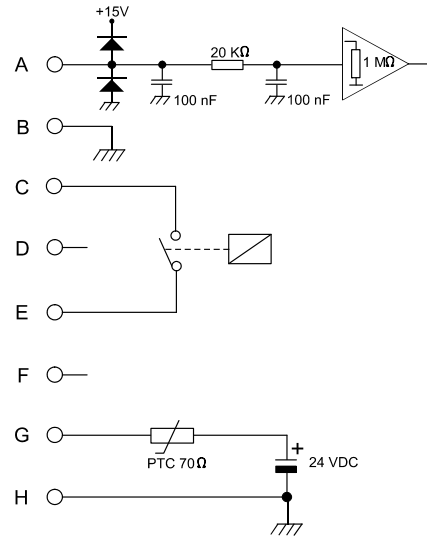 +15V
A
20 KΩ
1 MΩ
100 nF
100 nF
B
C
D
E
F
G
PTC 70Ω
+
24 VDC
H